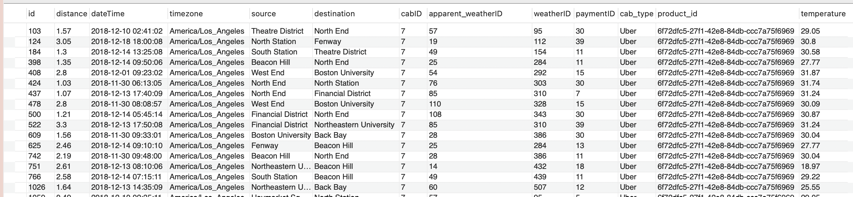 id distance dateTime timezone source destination cabID apparent_weatherID weatherID paymentID cab_type product_id temperature
103 1.57 2018-12-10 02:41:02 America/Los_Angeles Theatre District North End 7 57 95 30 Uber 6f72dfc5-27f1-42e8-84db-ccc7a75f6969 29.05
124 3.05 2018-12-18 18:00:08 America/Los_Angeles North Station Fenway 7 19 112 39 Uber 6f72dfc5-27f1-42e8-84db-ccc7a75f6969 30.8
184 1.3 2018-12-14 13:35:06 America/Los_Angeles South Station Theatre District 7 49 154 11 Uber 6f72dfc5-27f1-42e8-84db-ccc7a75f6969 30.58
398 1.35 2018-12-14 09:50:06 America/Los_Angeles Beacon Hill North End 7 25 284 11 Uber 6f72dfc5-27f1-42e8-84db-ccc7a75f6969 27.77
408 2.8 2018-12-01 09:23:02 America/Los_Angeles West End Boston University 7 54 292 15 Uber 6f72dfc5-27f1-42e8-84db-ccc7a75f6969 31.87
424 1.03 2018-11-30 06:13:05 America/Los_Angeles North End North Station 7 76 303 30 Uber 6f72dfc5-27f1-42e8-84db-ccc7a75f6969 31.74
437 1.07 2018-12-13 17:40:09 America/Los_Angeles North End Financial District 7 85 310 7 Uber 6f72dfc5-27f1-42e8-84db-ccc7a75f6969 31.24
478 2.8 2018-11-30 08:08:57 America/Los_Angeles West End Boston University 7 110 328 15 Uber 6f72dfc5-27f1-42e8-84db-ccc7a75f6969 30.09
500 1.21 2018-12-14 05:45:14 America/Los_Angeles Financial District North End 7 108 343 30 Uber 6f72dfc5-27f1-42e8-84db-ccc7a75f6969 30.87
522 3.3 2018-12-13 17:50:08 America/Los_Angeles Financial District Northeastern University 7 85 310 39 Uber 6f72dfc5-27f1-42e8-84db-ccc7a75f6969 31.24
609 1.56 2018-11-30 09:33:01 America/Los_Angeles Boston University Back Bay 7 28 386 30 Uber 6f72dfc5-27f1-42e8-84db-ccc7a75f6969 30.04
625 2.46 2018-12-14 09:10:10 America/Los_Angeles Fenway Beacon Hill 7 25 284 13 Uber 6f72dfc5-27f1-42e8-84db-ccc7a75f6969 27.77
742 2.19 2018-11-30 09:48:00 America/Los_Angeles Beacon Hill North End 7 28 386 11 Uber 6f72dfc5-27f1-42e8-84db-ccc7a75f6969 30.04
751 2.61 2018-12-13 08:10:06 America/Los_Angeles Northeastern U... Beacon Hill 7 14 432 18 Uber 6f72dfc5-27f1-42e8-84db-ccc7a75f6969 18.97
766 2.58 2018-12-14 07:15:11 America/Los_Angeles South Station Beacon Hill 7 49 439 11 Uber 6f72dfc5-27f1-42e8-84db-ccc7a75f6969 29.22
1026 1.64 2018-12-13 14:35:09 America/Los_Angeles Northeastern U... Back Bay 7 60 507 12 Uber 6f72dfc5-27f1-42e8-84db-ccc7a75f6969 25.55